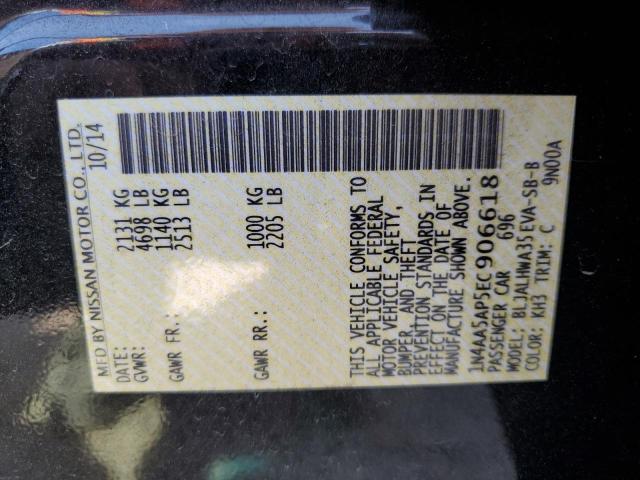 MFD BY NISSAN MOTOR CO., LTD.
DATE: 10/14
GVWR: 2131 KG
4698 LB
GAWR FR.: 1140 KG
2513 LB
GAWR RR.: 1000 KG
2205 LB
THIS VEHICLE CONFORMS TO
ALL APPLICABLE FEDERAL
MOTOR VEHICLE SAFETY,
BUMPER, AND THEFT
PREVENTION STANDARDS IN
EFFECT ON THE DATE OF
MANUFACTURE SHOWN ABOVE.
1N4AA5AP5EC906618
PASSENGER CAR 696
MODEL: BLJALHWA35EVA-SB-B
COLOR: KH3 TRIM: C 9N00A